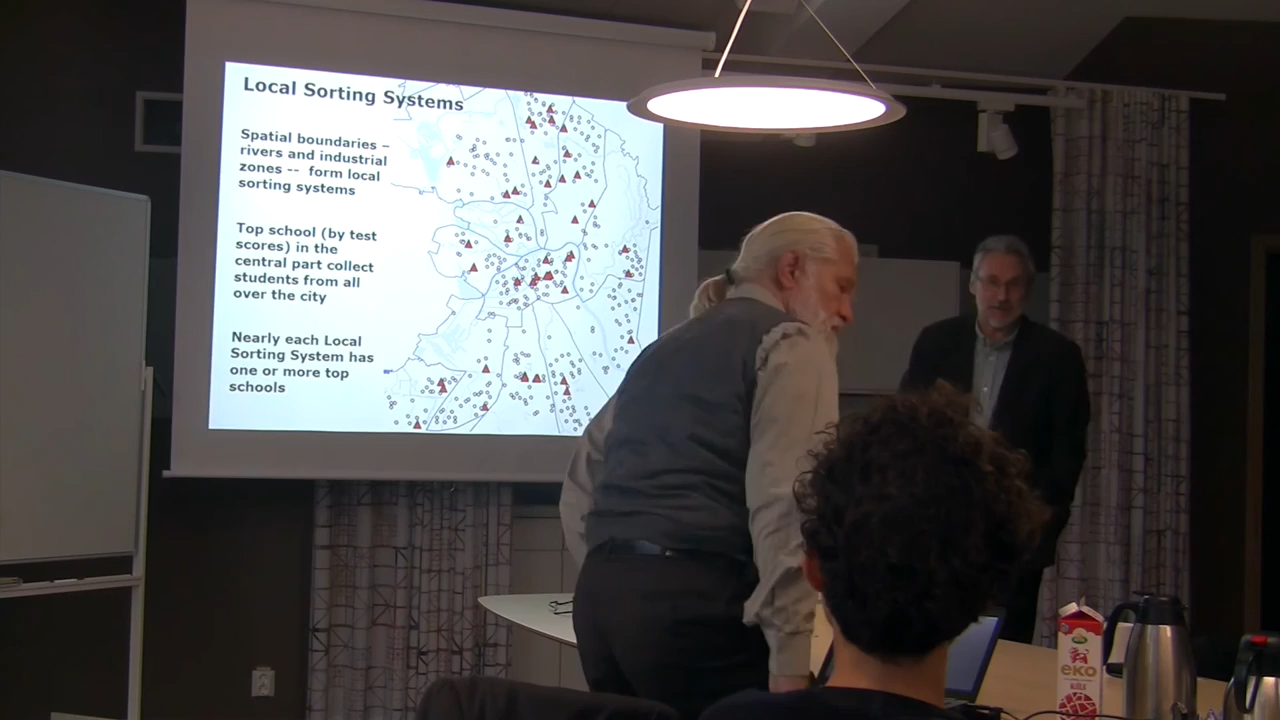 Local Sorting Systems
Spatial boundaries –
rivers and industrial
zones -- form local
sorting systems
Top school (by test
scores) in the
central part collect
students from all
over the city
Nearly each Local
Sorting System has
one or more top
schools
eko